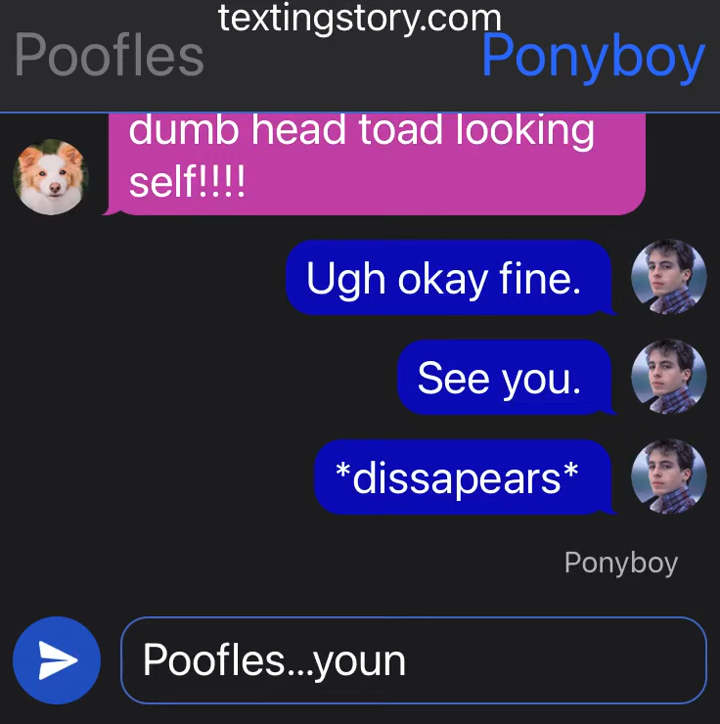 textingstory.com
Poofles Ponyboy
dumb head toad looking
self!!!!
Ugh okay fine.
See you.
*dissapears*
Ponyboy
Poofles...youn